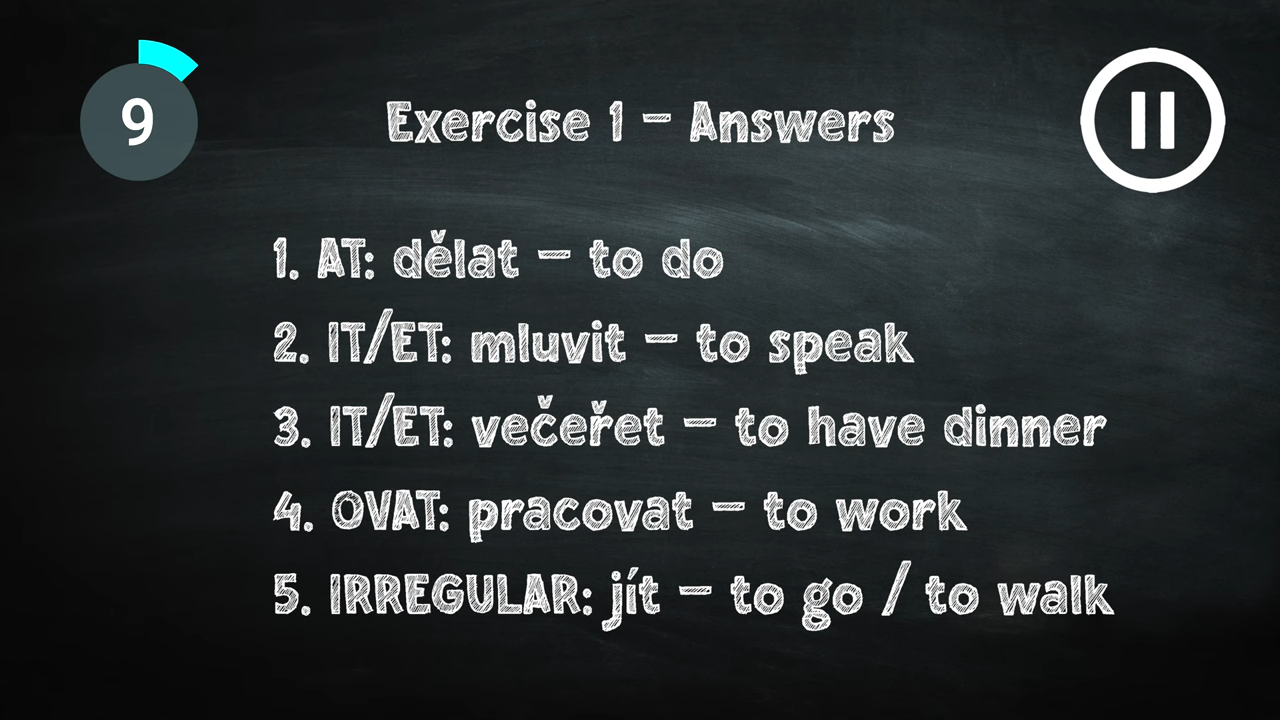 9
Exercise 1 – Answers
1. AT: dělat – to do
2. IT/ET: mluvit – to speak
3. IT/ET: večeřet – to have dinner
4. OVAT: pracovat – to work
5. IRREGULAR: jít – to go / to walk